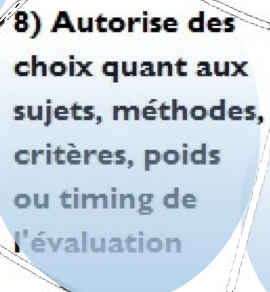 8) Autorise des
choix quant aux
sujets, méthodes,
critères, poids
ou timing de
l'évaluation